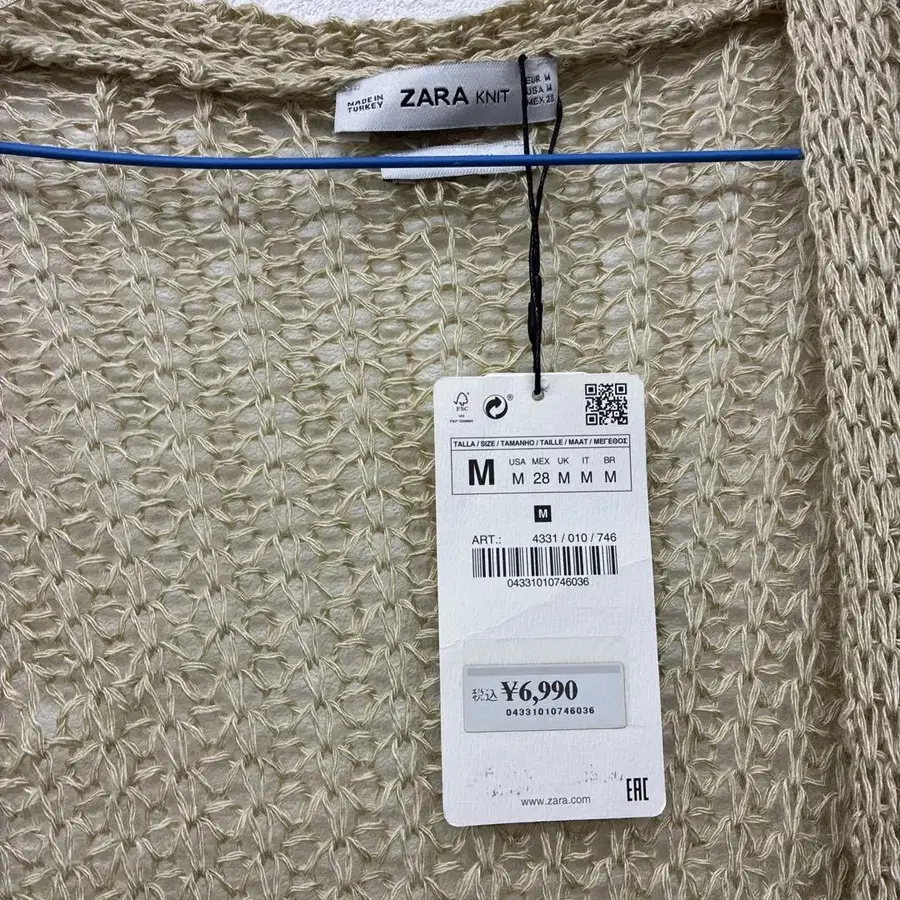 MADE IN
TURKEY
ZARA KNIT
EUR M
USA M
MEX 28
FSC
®
TALLA / SIZE / TAMANHO / TAILLE / MAAT / ΜΕΓΕΘΟΣ
M
USA MEX UK IT BR
M 28 M M M
M
ART.: 4331 / 010 / 746
04331010746036
税込 ¥6,990
04331010746036
www.zara.com
EAC